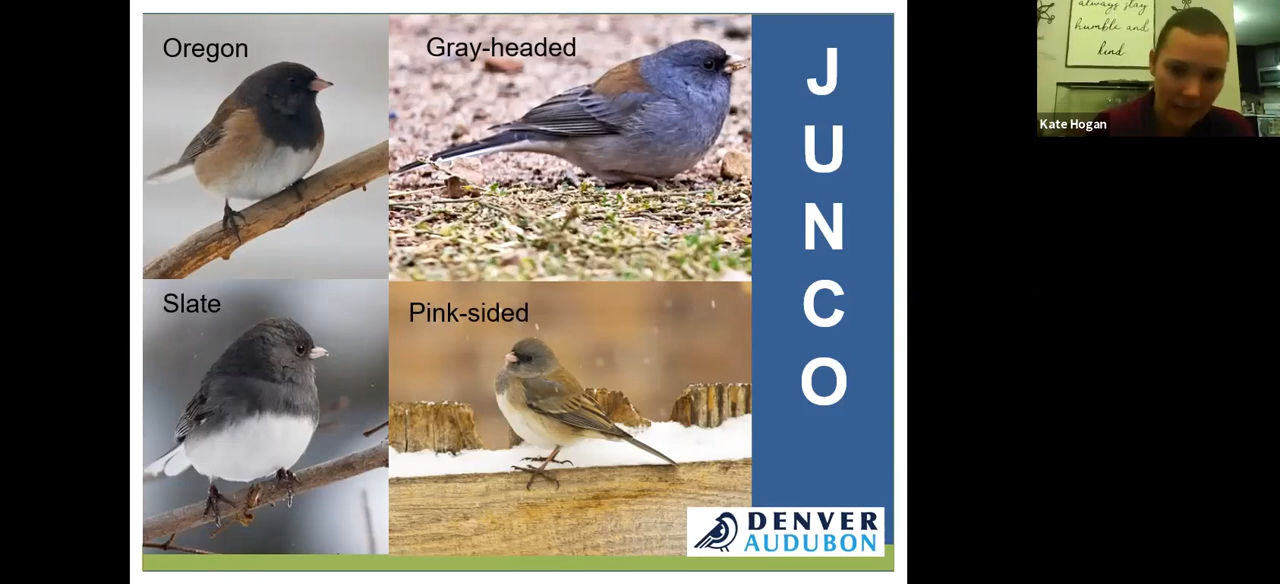 Oregon
Gray-headed
Slate
Pink-sided
J
U
N
C
O
DENVER
AUDUBON
always stay
humble and
kind
Kate Hogan